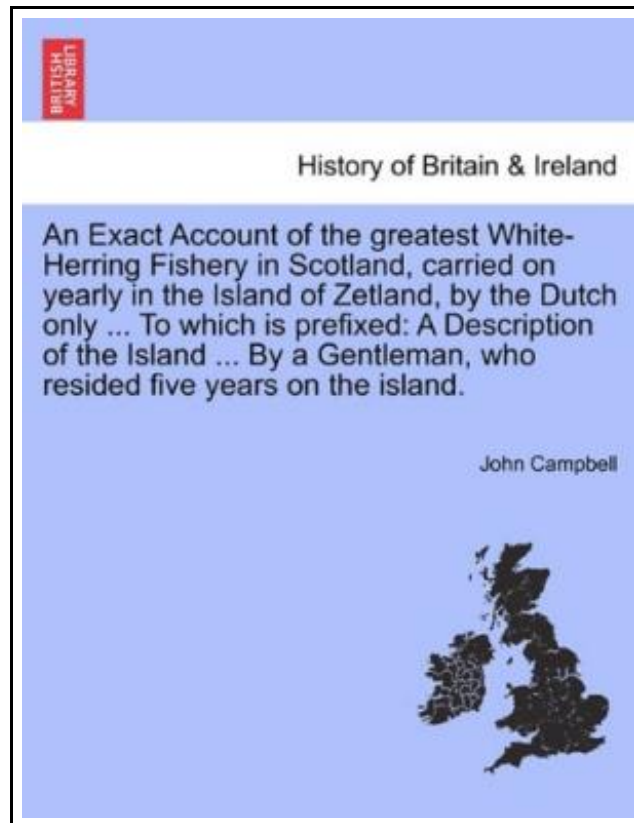 BRITISH
LIBRARY
History of Britain & Ireland
An Exact Account of the greatest White-
Herring Fishery in Scotland, carried on
yearly in the Island of Zetland, by the Dutch
only ... To which is prefixed: A Description
of the Island ... By a Gentleman, who
resided five years on the island.
John Campbell